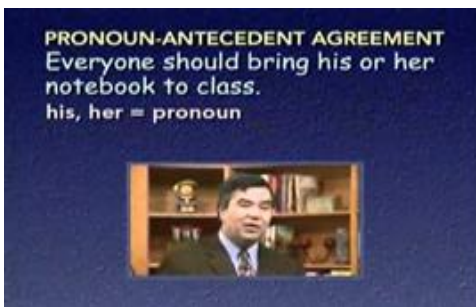 PRONOUN-ANTECEDENT AGREEMENT
Everyone should bring his or her
notebook to class.
his, her = pronoun